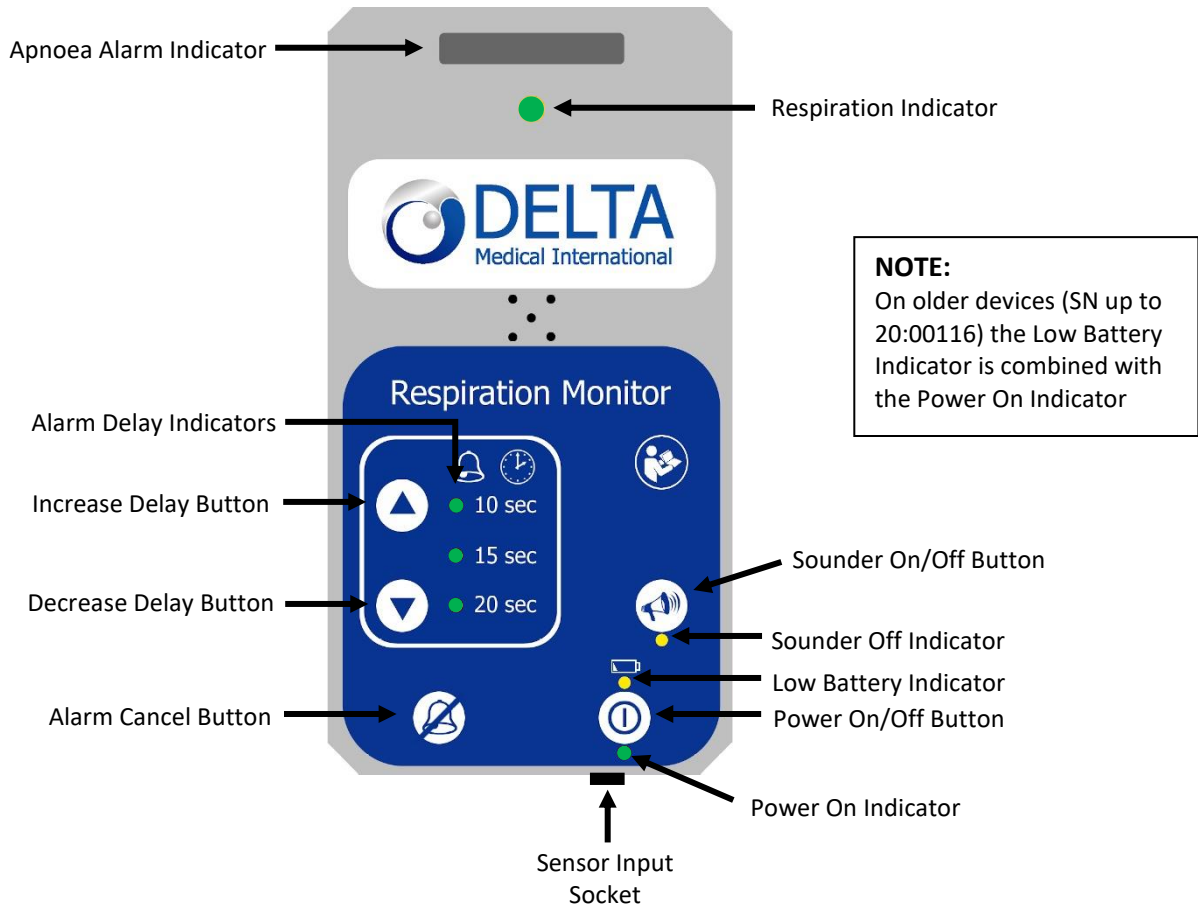 Apnoea Alarm Indicator
Respiration Indicator
DELTA
Medical International
NOTE:
On older devices (SN up to
20:00116) the Low Battery
Indicator is combined with
the Power On Indicator
Respiration Monitor
Alarm Delay Indicators
Increase Delay Button
10 sec
15 sec
Sounder On/Off Button
Decrease Delay Button
20 sec
Sounder Off Indicator
Low Battery Indicator
Alarm Cancel Button
Power On/Off Button
Power On Indicator
Sensor Input
Socket